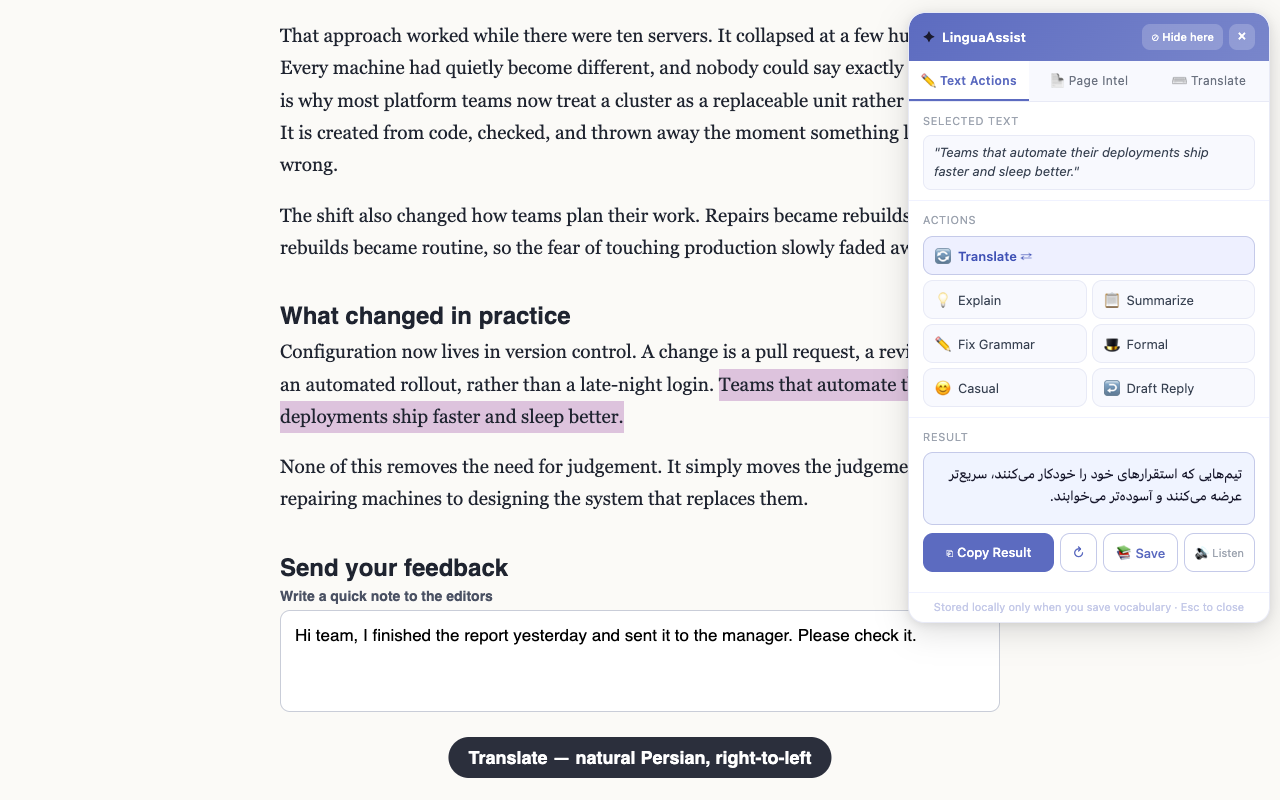 That approach worked while there were ten servers. It collapsed at a few
Every machine had quietly become different, and nobody could say exactly
is why most platform teams now treat a cluster as a replaceable unit rather
It is created from code, checked, and thrown away the moment something
wrong.
The shift also changed how teams plan their work. Repairs became rebuilds
rebuilds became routine, so the fear of touching production slowly faded
What changed in practice
Configuration now lives in version control. A change is a pull request, a
an automated rollout, rather than a late-night login. Teams that automate
deployments ship faster and sleep better.
None of this removes the need for judgement. It simply moves the
repairing machines to designing the system that replaces them.
Send your feedback
Write a quick note to the editors
Hi team, I finished the report yesterday and sent it to the manager. Please check it.
Translate — natural Persian, right-to-left
✦ LinguaAssist
⊘ Hide here
×
✏️ Text Actions
Page Intel
⌨️ Translate
SELECTED TEXT
"Teams that automate their deployments ship
faster and sleep better."
ACTIONS
Translate ⇄
Explain
Summarize
Fix Grammar
Formal
Casual
Draft Reply
RESULT
تیم‌هایی که استقرارهای خود را خودکار می‌کنند، سریع‌تر
عرضه می‌کنند و آسوده‌تر می‌خوابند.
Copy Result
↻
Save
Listen
Stored locally only when you save vocabulary · Esc to close